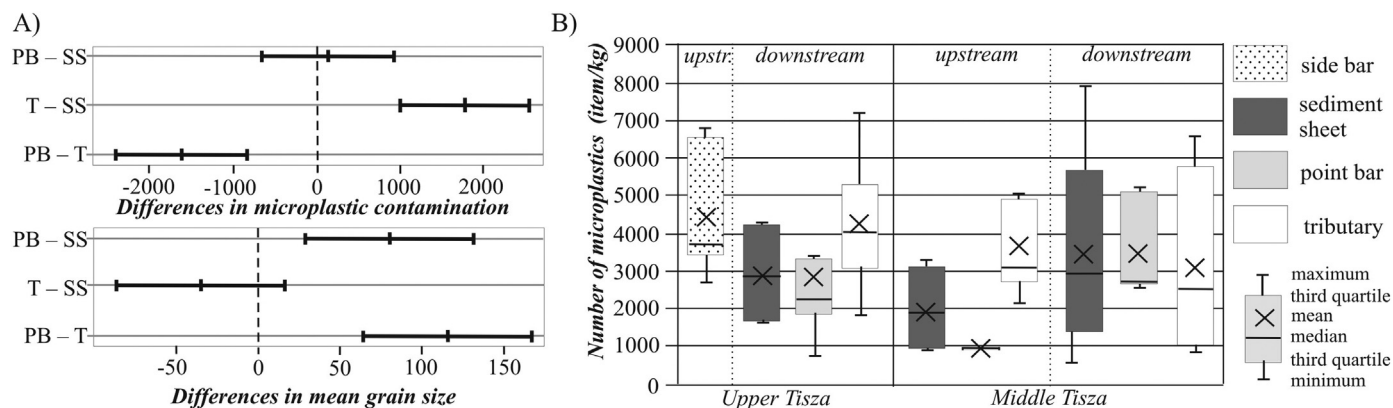 A)
PB – SS
T – SS
PB – T
-2000 -1000 0 1000 2000
Differences in microplastic contamination
PB – SS
T – SS
PB – T
-50 0 50 100 150
Differences in mean grain size
B)
Number of microplastics (item/kg)
9000
8000
7000
6000
5000
4000
3000
2000
1000
0
upstr downstream upstream downstream
Upper Tisza Middle Tisza
side bar
sediment
sheet
point bar
tributary
maximum
third quartile
mean
median
third quartile
minimum